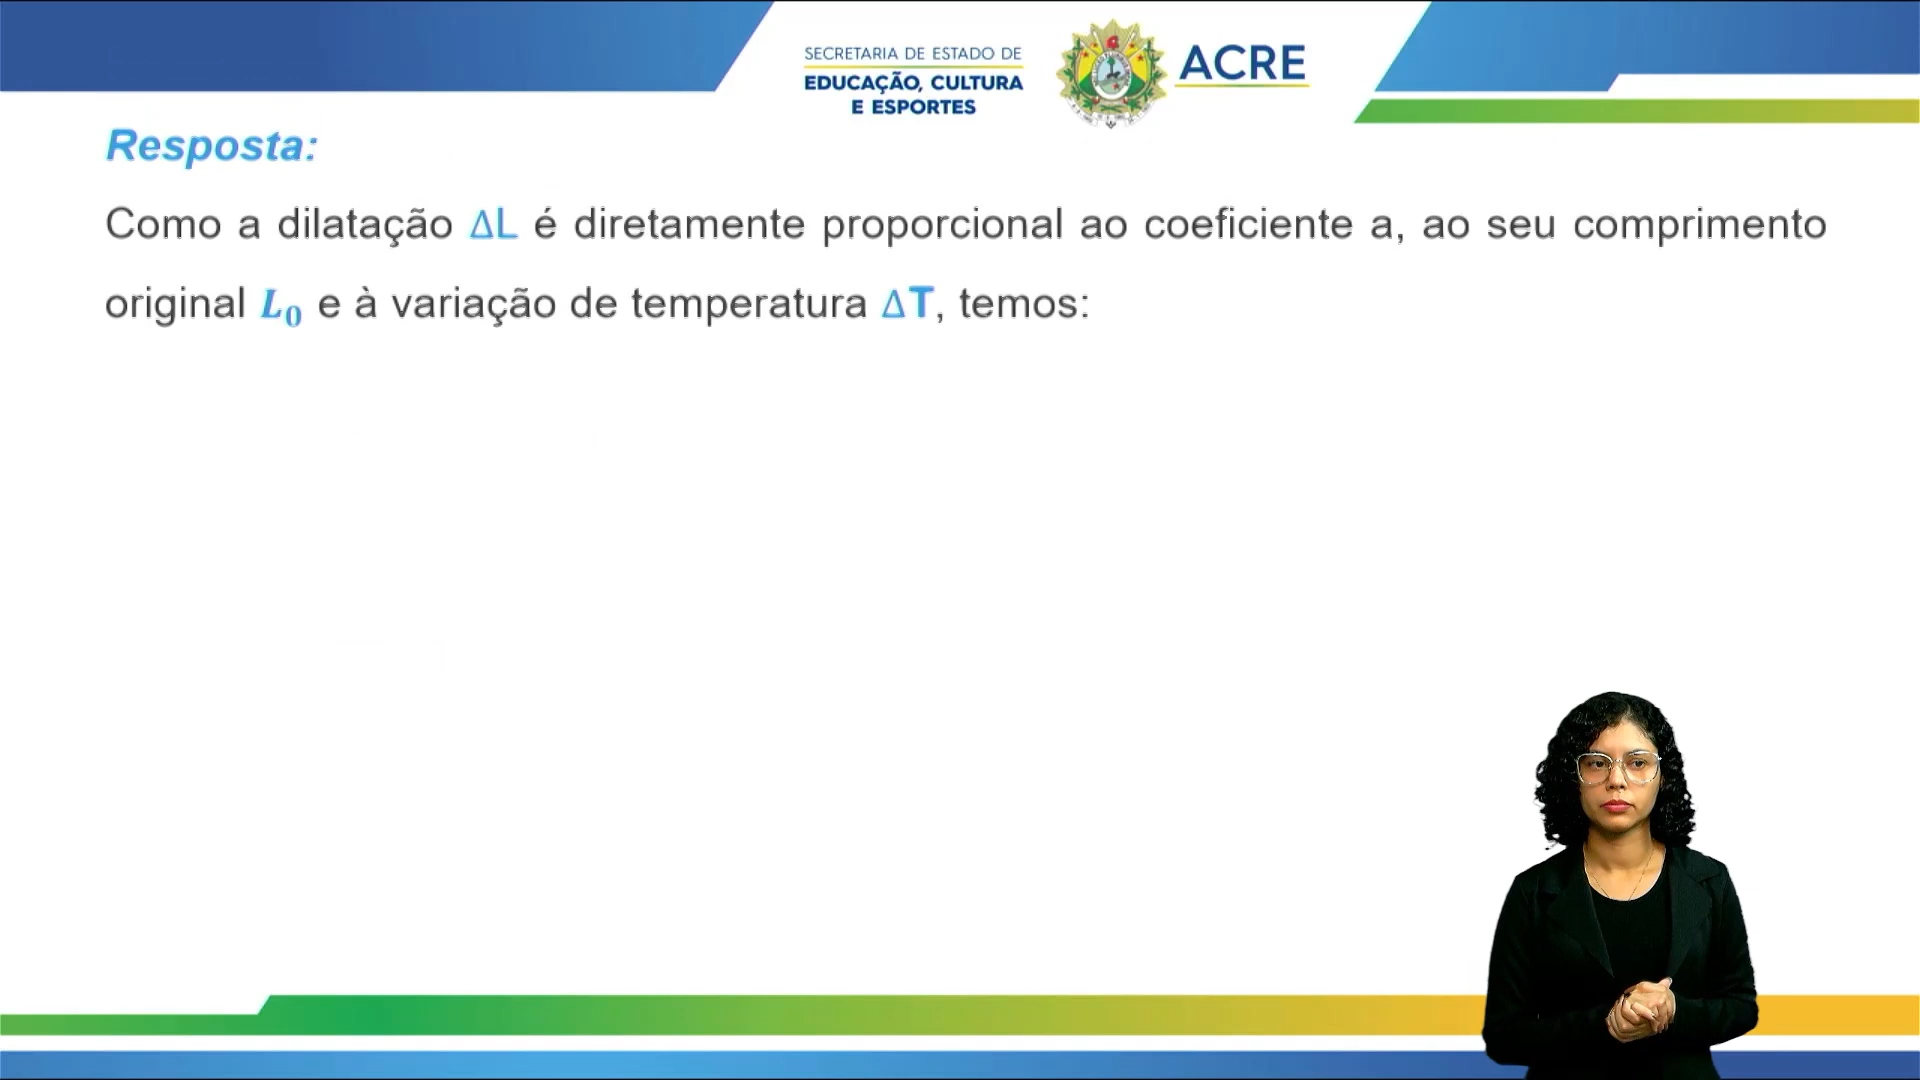 SECRETARIA DE ESTADO DE
EDUCAÇÃO, CULTURA
E ESPORTES
ACRE
Resposta:
Como a dilatação ΔL é diretamente proporcional ao coeficiente a, ao seu comprimento
original L₀ e à variação de temperatura ΔT, temos: